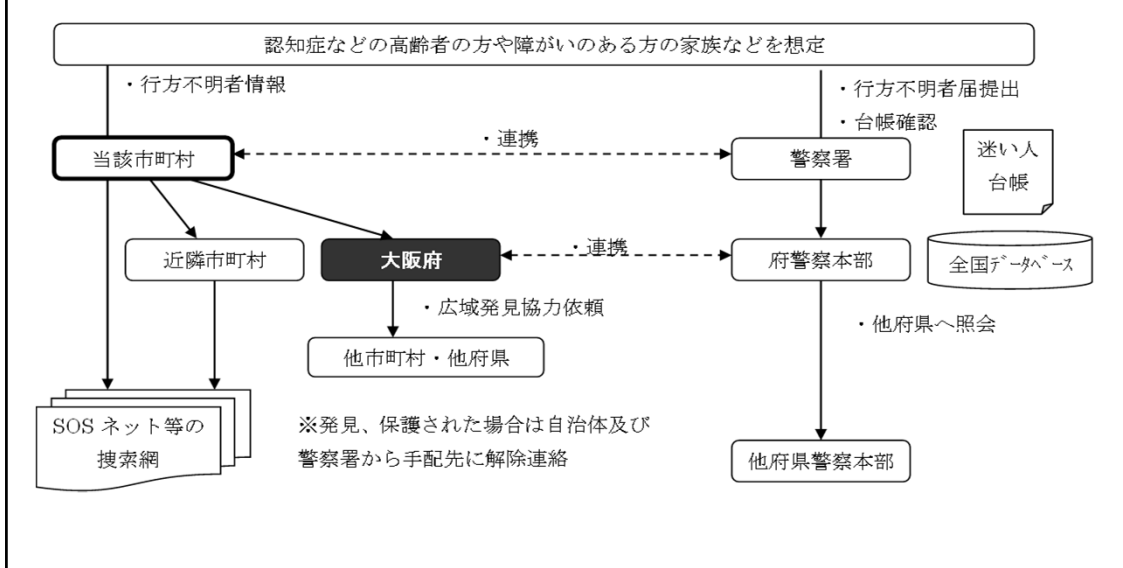 認知症などの高齢者の方や障がいのある方の家族などを想定
・行方不明者情報
・行方不明者届提出
・台帳確認
当該市町村
・連携
警察署
迷い人
台帳
近隣市町村
大阪府
・連携
府警察本部
全国ﾃﾞｰﾀﾍﾞｰｽ
・広域発見協力依頼
・他府県へ照会
他市町村・他府県
SOS ネット等の
捜索網
※発見、保護された場合は自治体及び
警察署から手配先に解除連絡
他府県警察本部